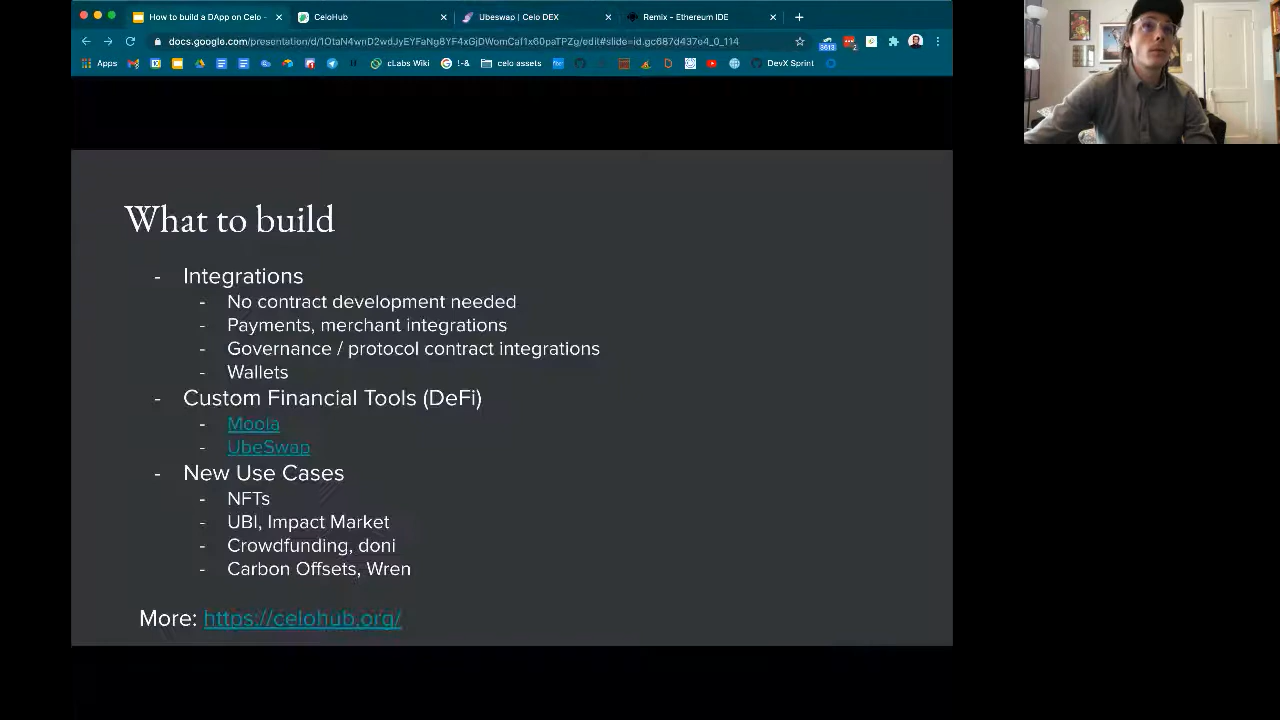 How to build a DApp on Celo -
CeloHub
Ubeswap | Celo DEX
Remix - Ethereum IDE
Apps
cLabs Wiki
!-&
celo assets
DevX Sprint
3613
2
What to build
- Integrations
- No contract development needed
- Payments, merchant integrations
- Governance / protocol contract integrations
- Wallets
- Custom Financial Tools (DeFi)
- Moola
- UbeSwap
- New Use Cases
- NFTs
- UBI, Impact Market
- Crowdfunding, doni
- Carbon Offsets, Wren
More: https://celohub.org/